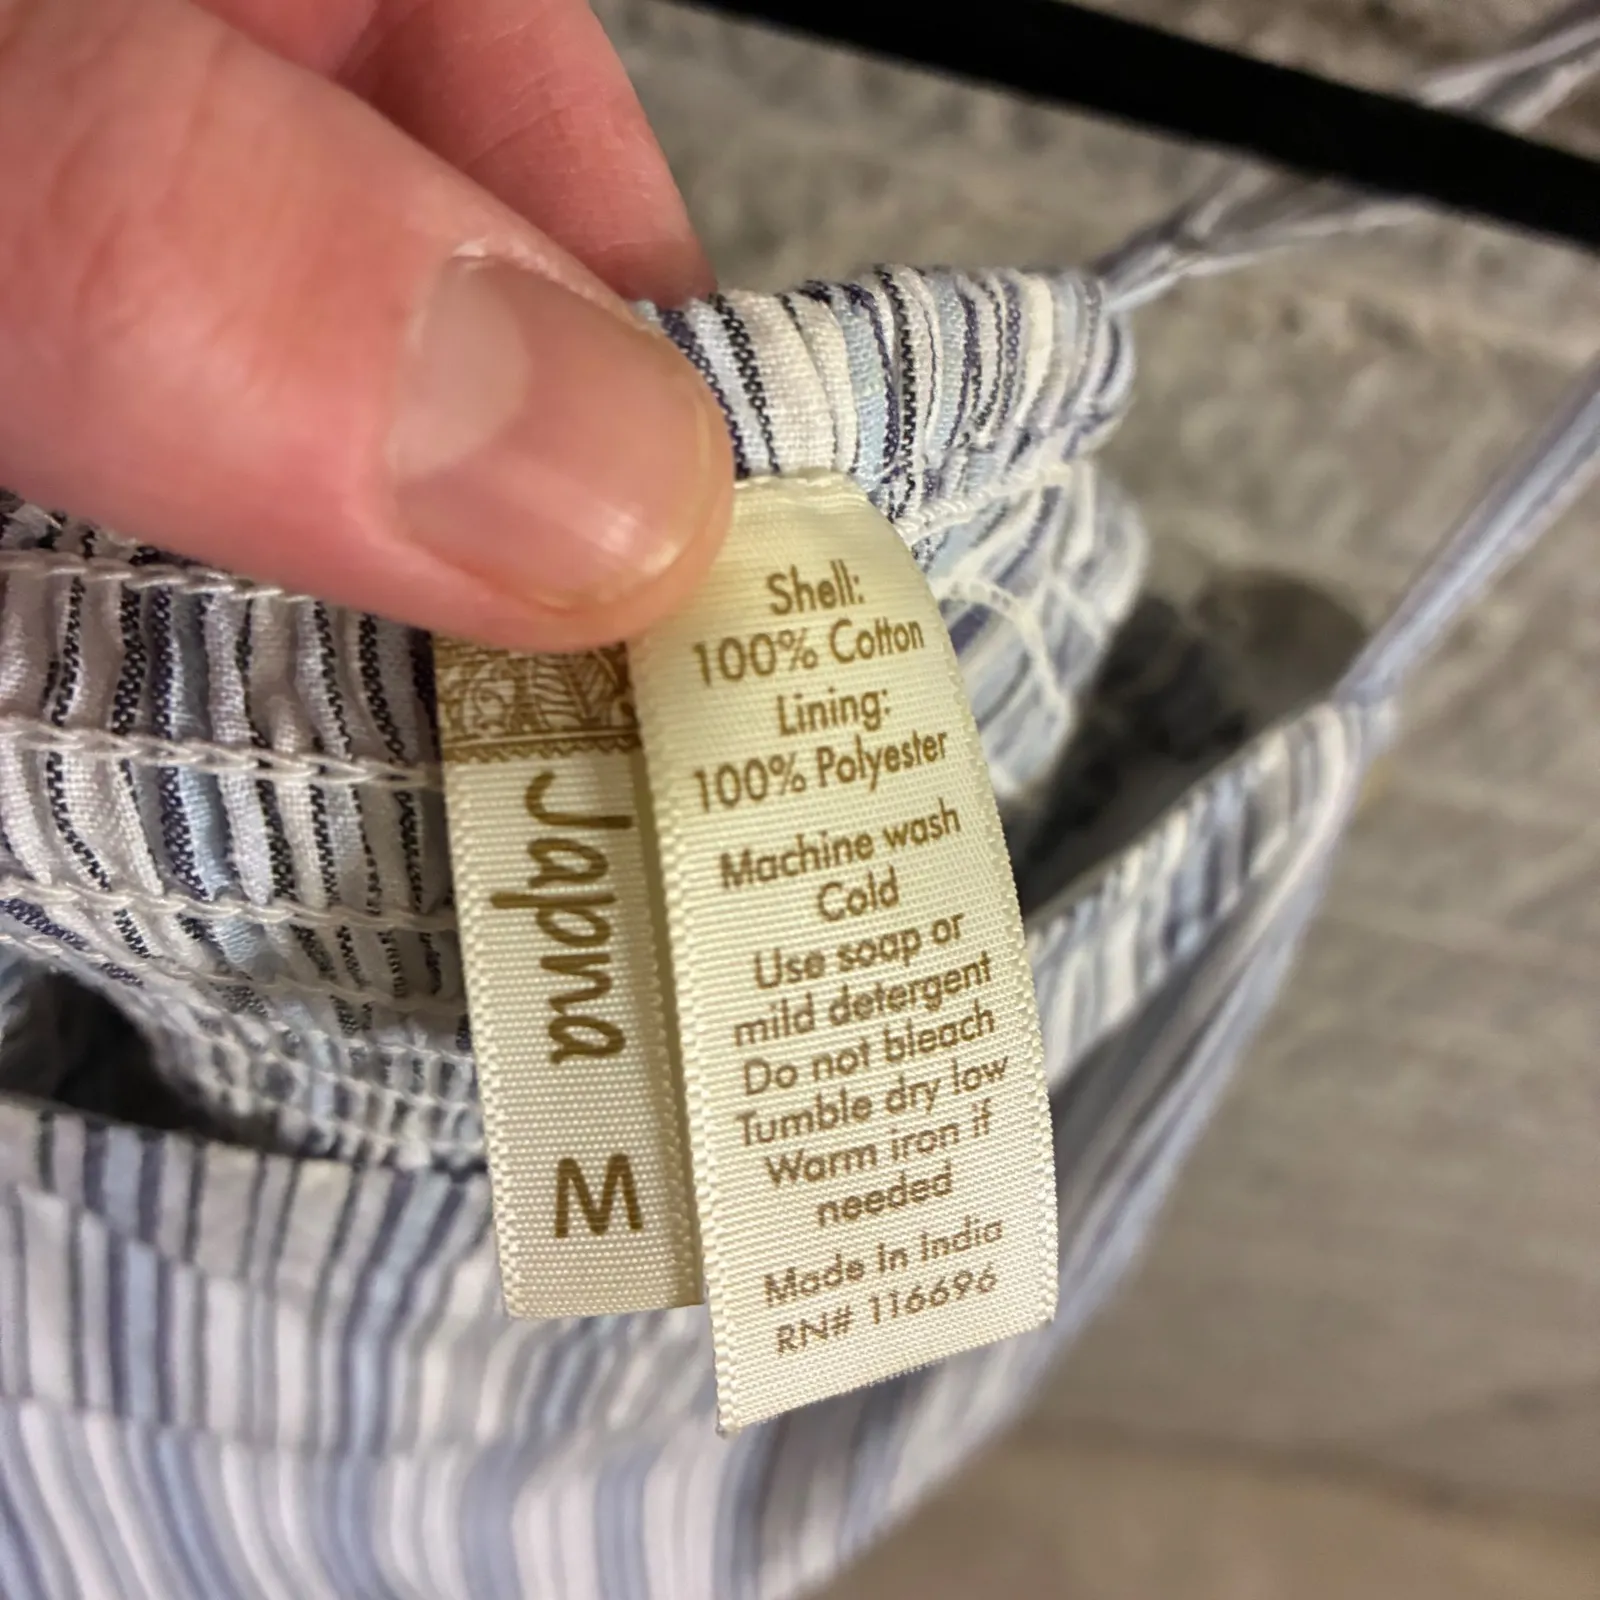 Japna
M
Shell:
100% Cotton
Lining:
100% Polyester
Machine wash
Cold
Use soap or
mild detergent
Do not bleach
Tumble dry low
Warm iron if
needed
Made In India
RN# 116696